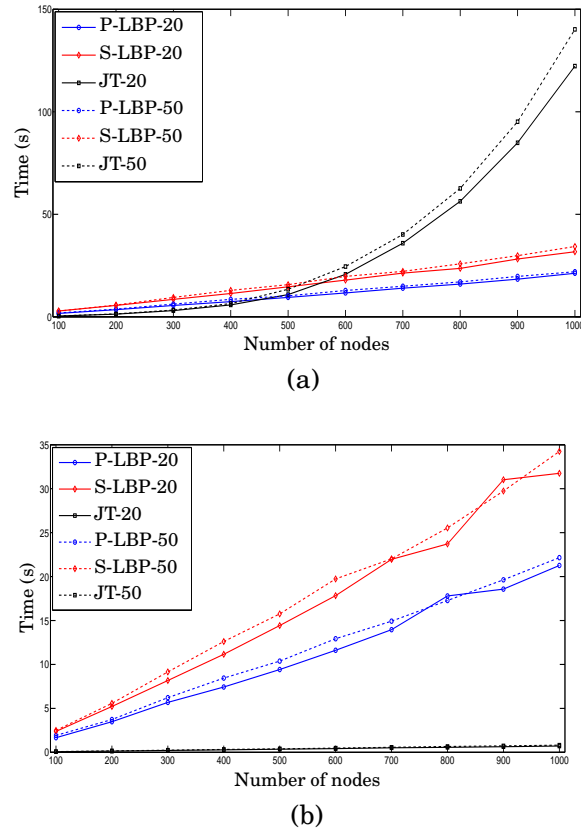 150
100
50
0
Time (s)
P-LBP-20
S-LBP-20
JT-20
P-LBP-50
S-LBP-50
JT-50
100 200 300 400 500 600 700 800 900 1000
Number of nodes
(a)
35
30
25
20
15
10
5
0
Time (s)
P-LBP-20
S-LBP-20
JT-20
P-LBP-50
S-LBP-50
JT-50
100 200 300 400 500 600 700 800 900 1000
Number of nodes
(b)